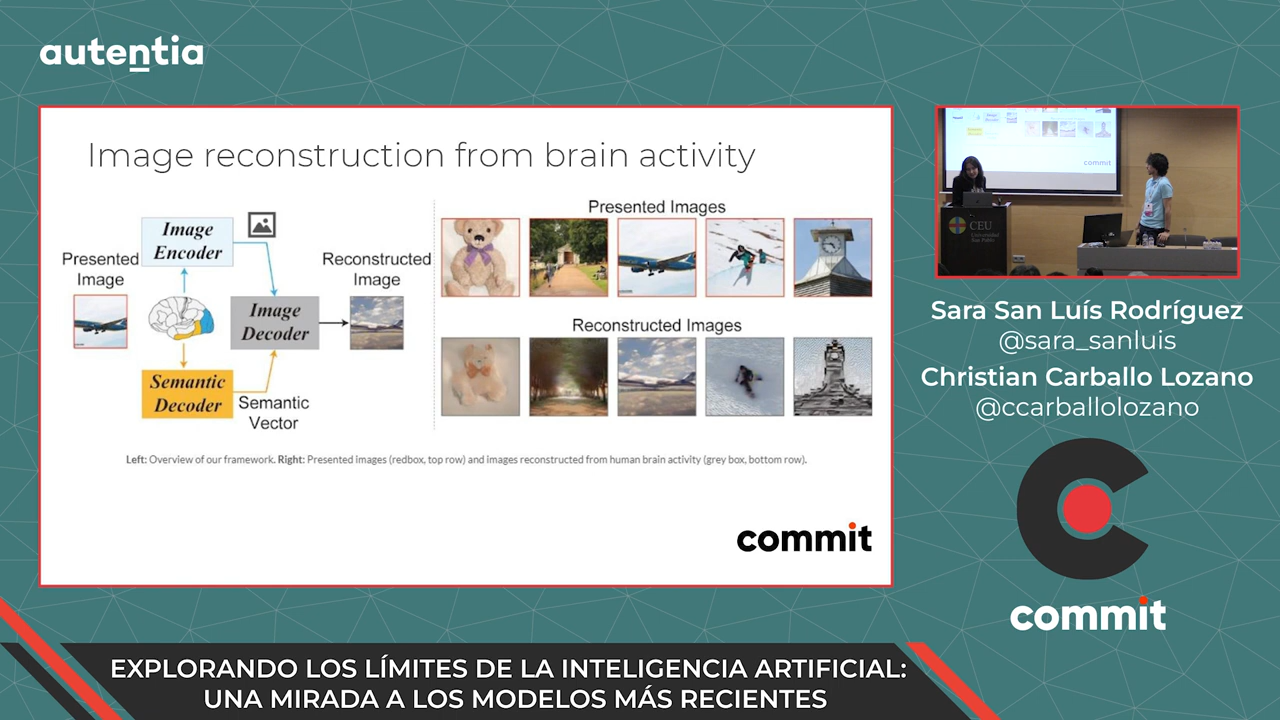 autentia
Image reconstruction from brain activity
Presented
Image
Image
Encoder
Image
Decoder
Semantic
Decoder
Semantic
Vector
Reconstructed
Image
Presented Images
Reconstructed Images
Left: Overview of our framework. Right: Presented images (redbox, top row) and images reconstructed from human brain activity (grey box, bottom row).
commit
commit
CEU
Universidad
San Pablo
Sara San Luís Rodríguez
@sara_sanluis
Christian Carballo Lozano
@ccarballolozano
commit
EXPLORANDO LOS LÍMITES DE LA INTELIGENCIA ARTIFICIAL:
UNA MIRADA A LOS MODELOS MÁS RECIENTES